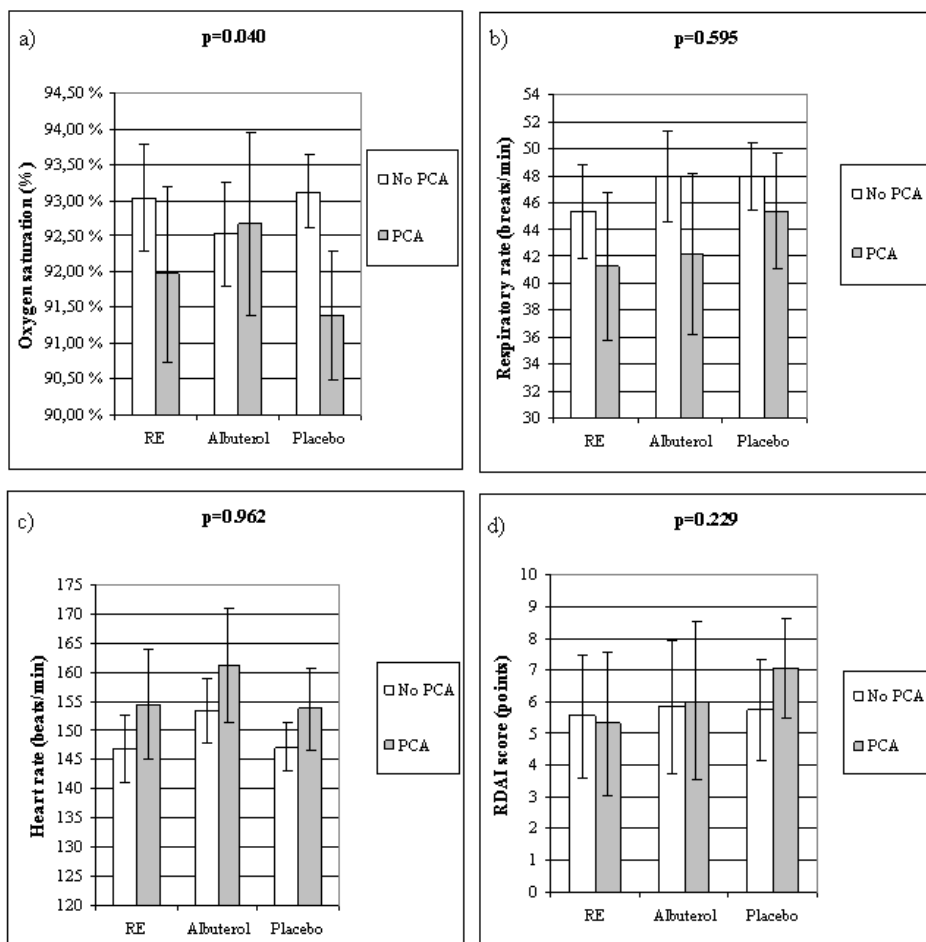 a)
p=0.040
Oxygen saturation (%)
94,50 %
94,00 %
93,50 %
93,00 %
92,50 %
92,00 %
91,50 %
91,00 %
90,50 %
90,00 %
RE Albuterol Placebo
No PCA
PCA
b)
p=0.595
Respiratory rate (breats/min)
54
52
50
48
46
44
42
40
38
36
34
32
30
RE Albuterol Placebo
No PCA
PCA
c)
p=0.962
Heart rate (beats/min)
175
170
165
160
155
150
145
140
135
130
125
120
RE Albuterol Placebo
No PCA
PCA
d)
p=0.229
RDAI score (points)
10
9
8
7
6
5
4
3
2
1
0
RE Albuterol Placebo
No PCA
PCA